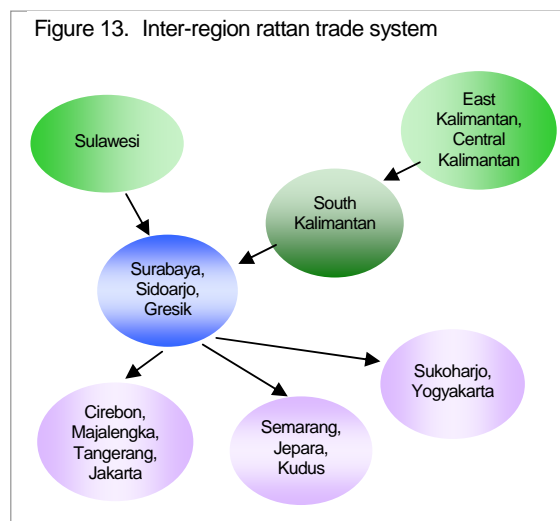 Figure 13. Inter-region rattan trade system
East
Kalimantan,
Central
Kalimantan
Sulawesi
South
Kalimantan
Surabaya,
Sidoarjo,
Gresik
Sukoharjo,
Yogyakarta
Cirebon,
Majalengka,
Tangerang,
Jakarta
Semarang,
Jepara,
Kudus